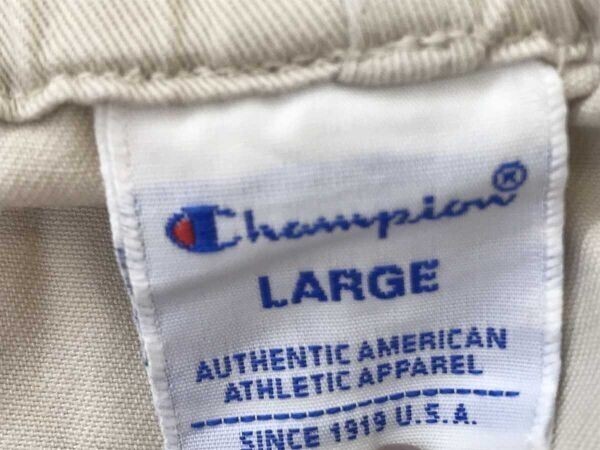 Champion®
LARGE
AUTHENTIC AMERICAN
ATHLETIC APPAREL
SINCE 1919 U.S.A.